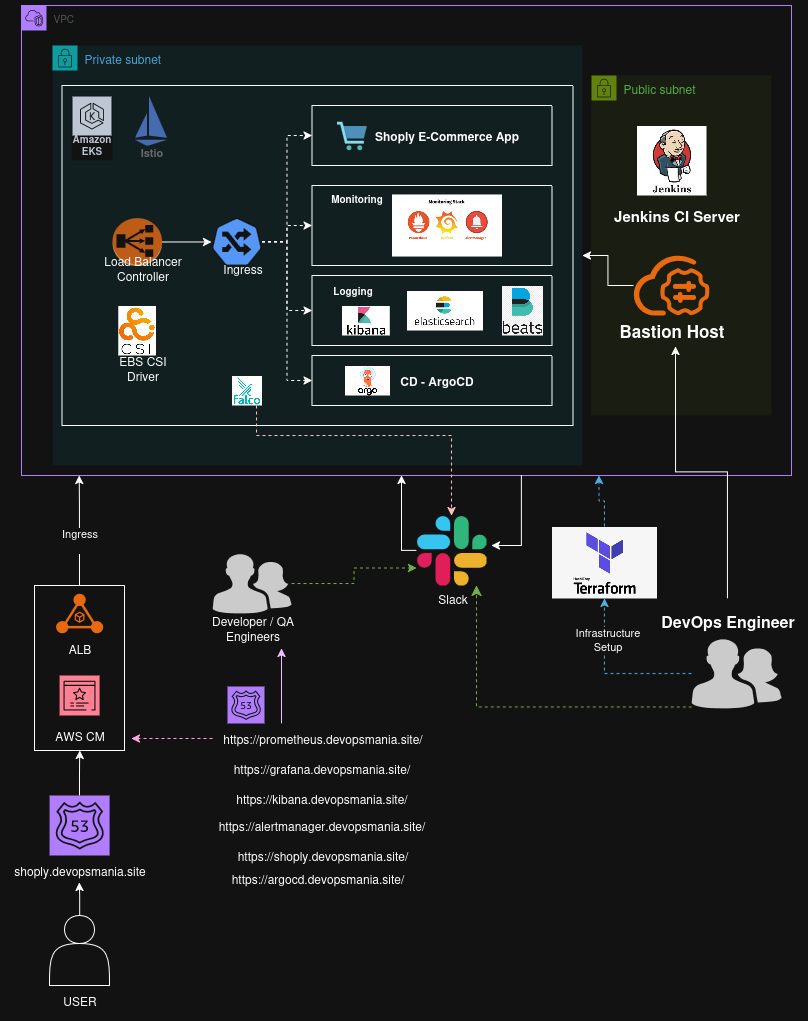 VPC
Private subnet
Public subnet
Amazon
EKS
Istio
Shoply E-Commerce App
Jenkins
Jenkins CI Server
Monitoring
Monitoring Stack
Prometheus
Alertmanager
Load Balancer
Controller
Ingress
Logging
kibana
elasticsearch
beats
Bastion Host
CSI
EBS CSI
Driver
Falco
argo
CD - ArgoCD
Ingress
Slack
HashiCorp
Terraform
Developer / QA
Engineers
Infrastructure
Setup
DevOps Engineer
ALB
AWS CM
53
https://prometheus.devopsmania.site/
https://grafana.devopsmania.site/
https://kibana.devopsmania.site/
https://alertmanager.devopsmania.site/
https://shoply.devopsmania.site/
https://argocd.devopsmania.site/
53
shoply.devopsmania.site
USER